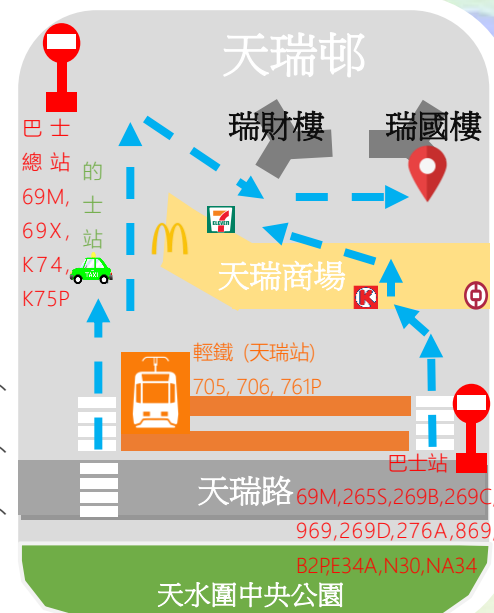 天瑞邨
瑞財樓
瑞國樓
巴士
總站
69M,
69X,
K74,
K75P
的
士
站
TAXI
7
ELEVEN
天瑞商場
K
輕鐵 (天瑞站)
705, 706, 761P
巴士站
天瑞路
69M,265S,269B,269C,
969,269D,276A,869,
B2P,E34A,N30,NA34
天水圍中央公園